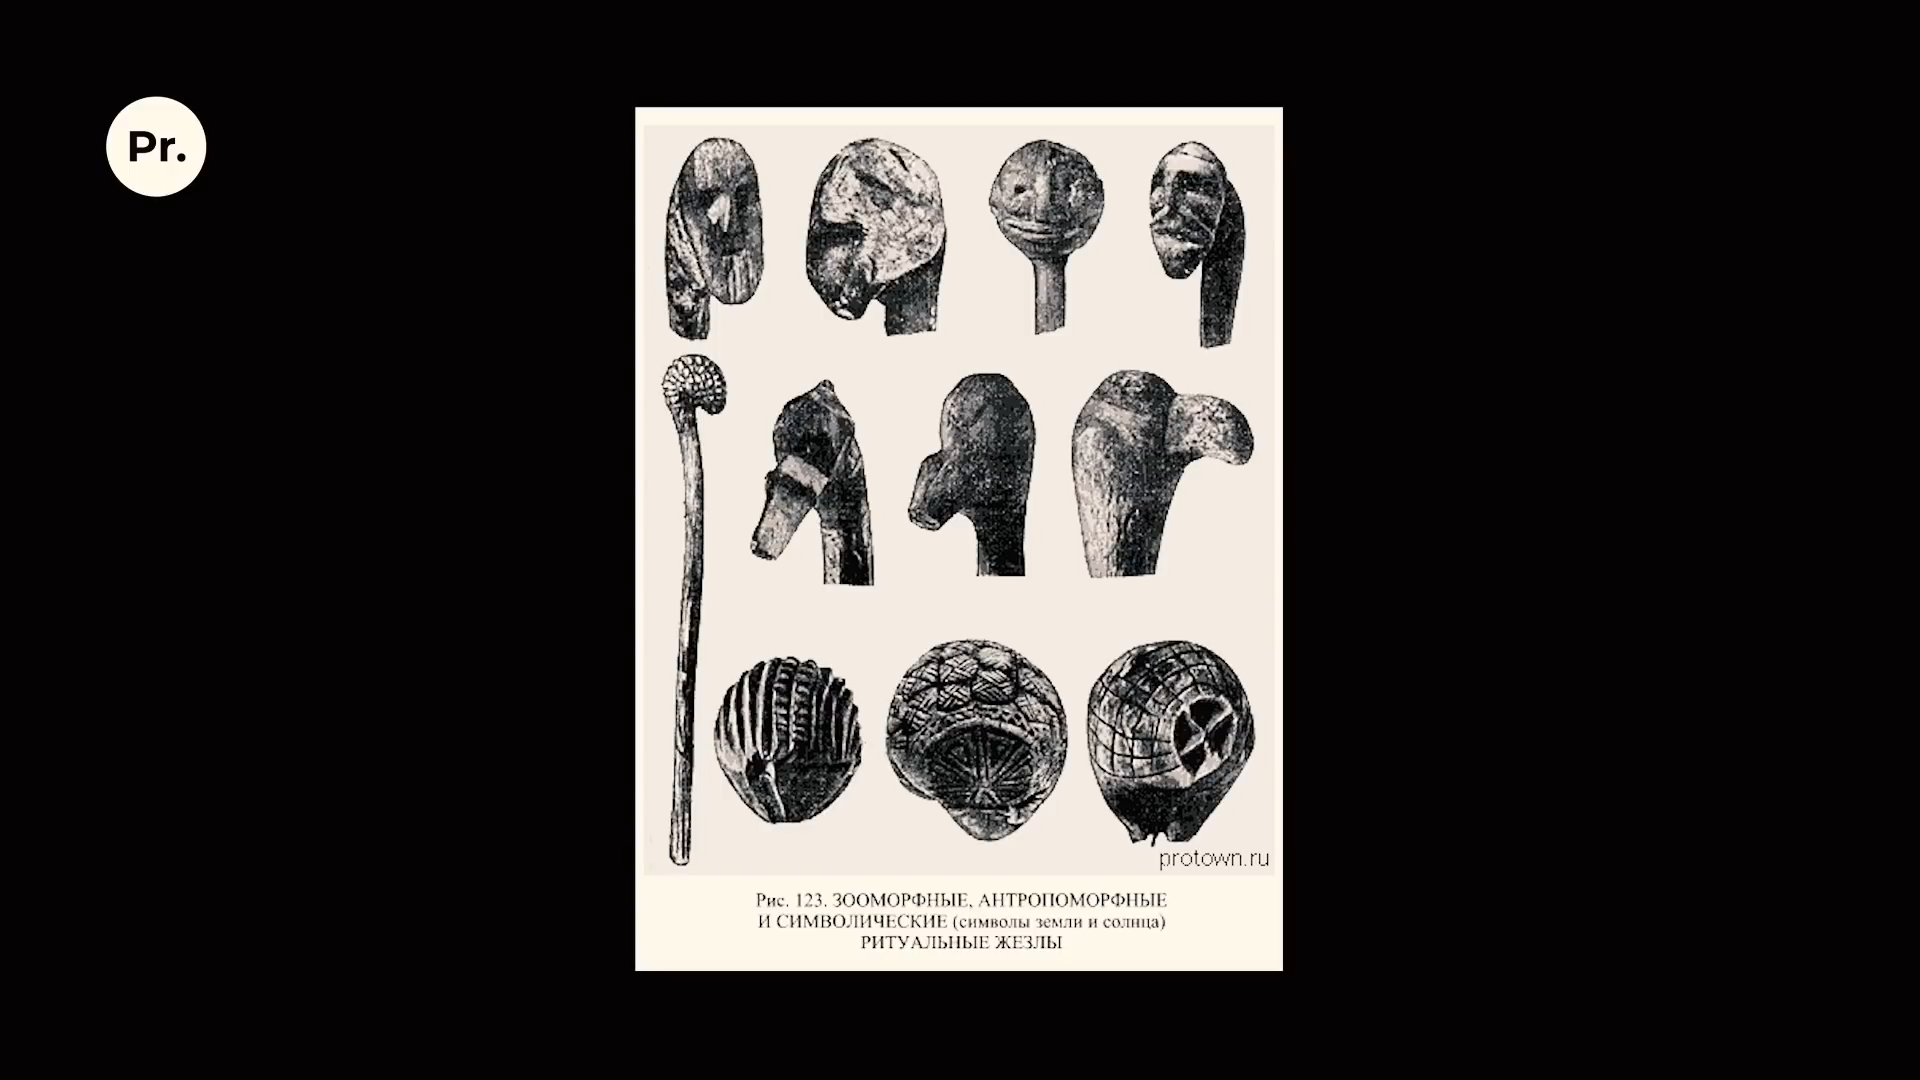 Pr.
protown.ru
Рис. 123. ЗООМОРФНЫЕ, АНТРОПОМОРФНЫЕ
И СИМВОЛИЧЕСКИЕ (символы земли и солнца)
РИТУАЛЬНЫЕ ЖЕЗЛЫ